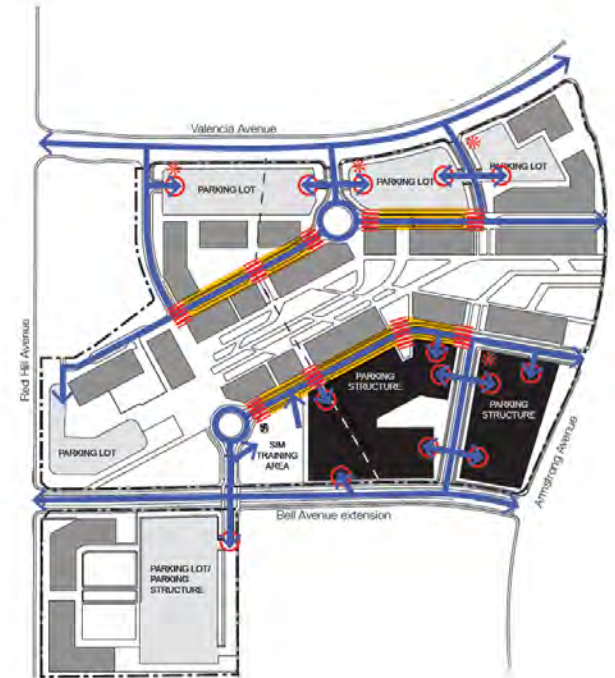 Valencia Avenue
PARKING LOT
PARKING LOT
PARKING LOT
Red Hill Avenue
PARKING
STRUCTURE
PARKING
STRUCTURE
SIM
TRAINING
AREA
PARKING LOT
Armstrong Avenue
Bell Avenue extension
PARKING LOT/
PARKING
STRUCTURE